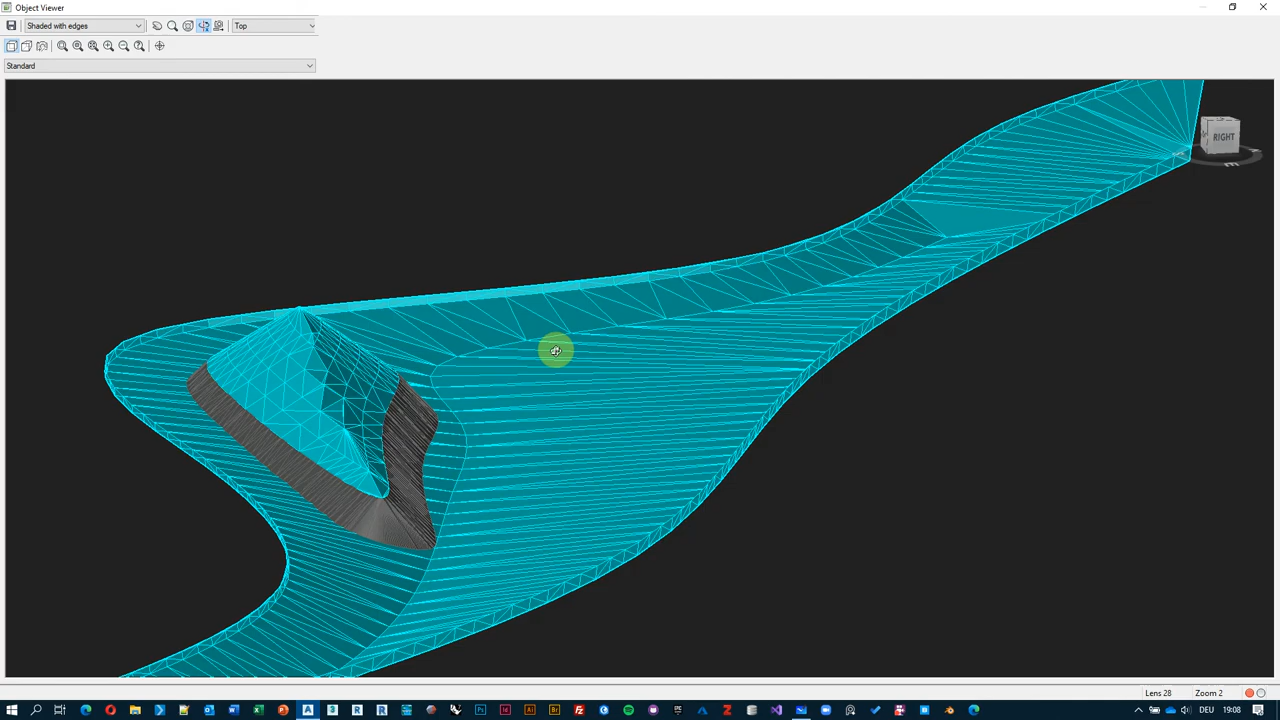 Object Viewer
Shaded with edges
Top
Standard
RIGHT
E
Lens 28
Zoom 2
DEU
19:08